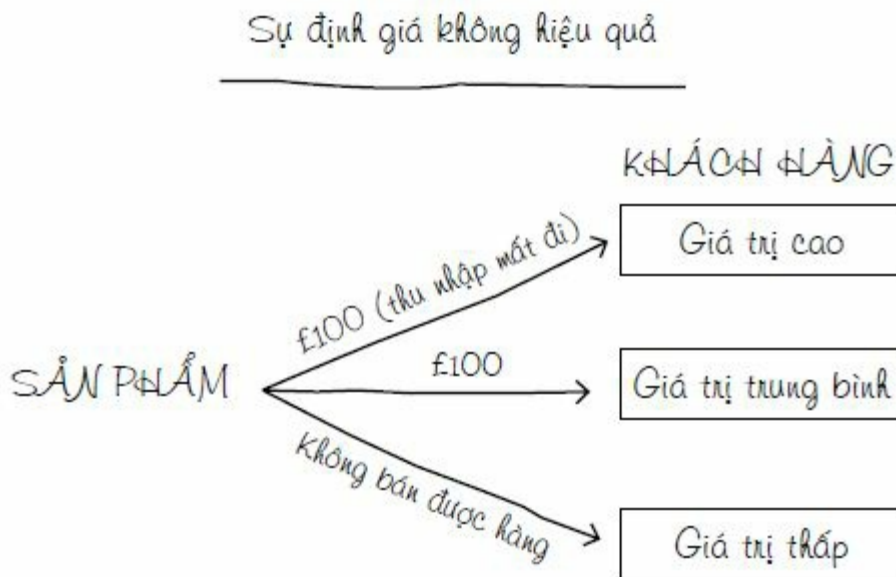 Sự định giá không hiệu quả
KHÁCH HÀNG
£100 (thu nhập mất đi)
Giá trị cao
SẢN PHẨM
£100
Giá trị trung bình
Không bán được hàng
Giá trị thấp